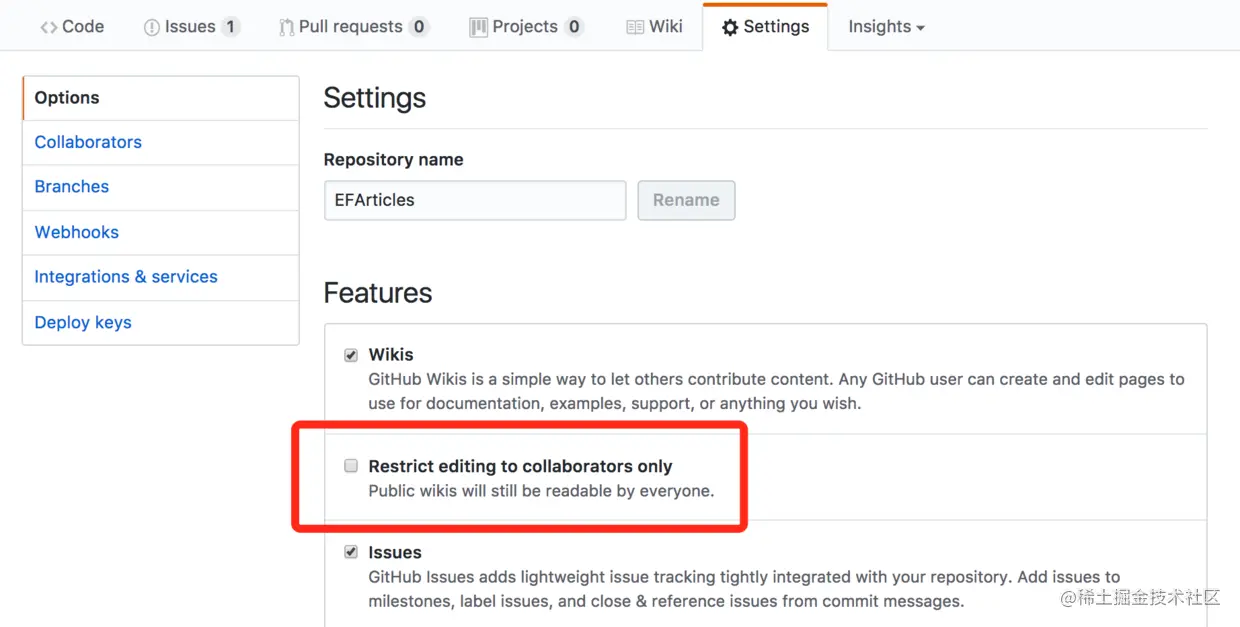 Code Issues 1 Pull requests 0 Projects 0 Wiki Settings Insights
Options
Collaborators
Branches
Webhooks
Integrations & services
Deploy keys
Settings
Repository name
EFArticles Rename
Features
Wikis
GitHub Wikis is a simple way to let others contribute content. Any GitHub user can create and edit pages to
use for documentation, examples, support, or anything you wish.
Restrict editing to collaborators only
Public wikis will still be readable by everyone.
Issues
GitHub Issues adds lightweight issue tracking tightly integrated with your repository. Add issues to
milestones, label issues, and close & reference issues from commit messages.
@稀土掘金技术社区